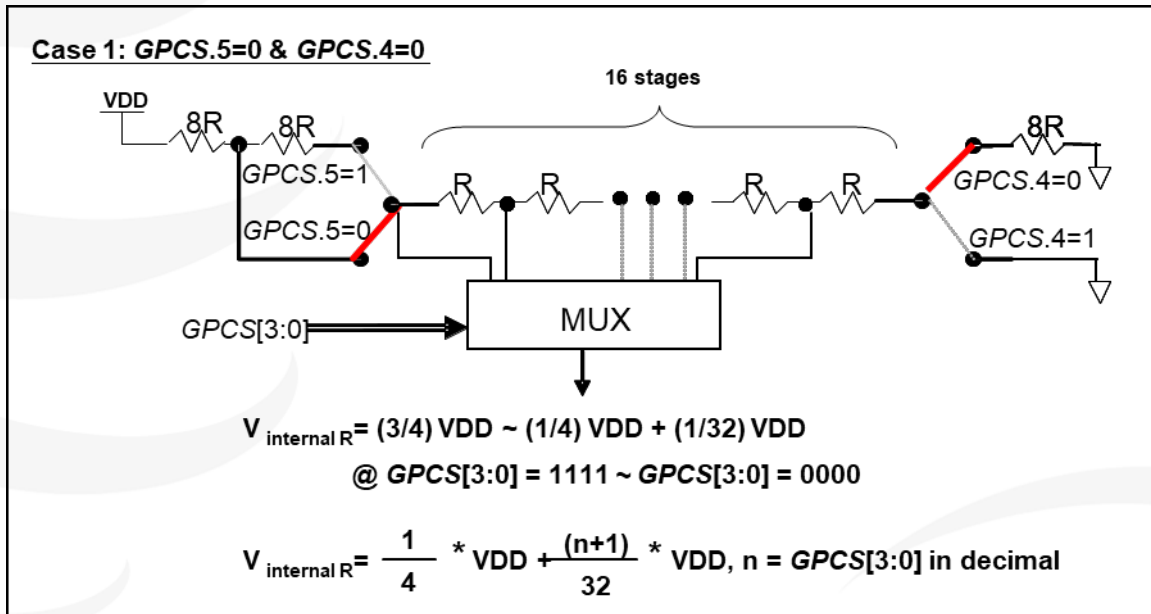 Case 1: GPCS.5=0 & GPCS.4=0
16 stages
VDD
8R
8R
8R
GPCS.5=1
GPCS.4=0
R
R
R
R
GPCS.5=0
GPCS.4=1
GPCS[3:0]
MUX
V internal R = (3/4) VDD ~ (1/4) VDD + (1/32) VDD
@ GPCS[3:0] = 1111 ~ GPCS[3:0] = 0000
V internal R = 1/4 * VDD + (n+1)/32 * VDD, n = GPCS[3:0] in decimal